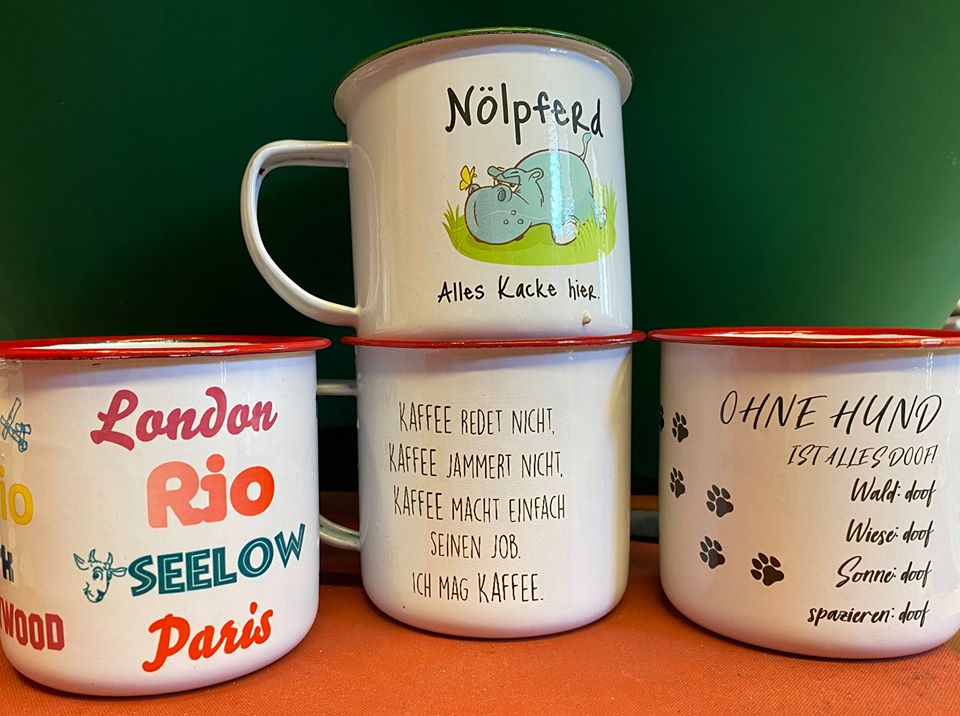 Nölpferd
Alles Kacke hier.
London
Rio
SEELOW
Paris
KAFFEE REDET NICHT,
KAFFEE JAMMERT NICHT,
KAFFEE MACHT EINFACH
SEINEN JOB.
ICH MAG KAFFEE.
OHNE HUND
IST ALLES DOOF!
Wald: doof
Wiese: doof
Sonne: doof
spazieren: doof